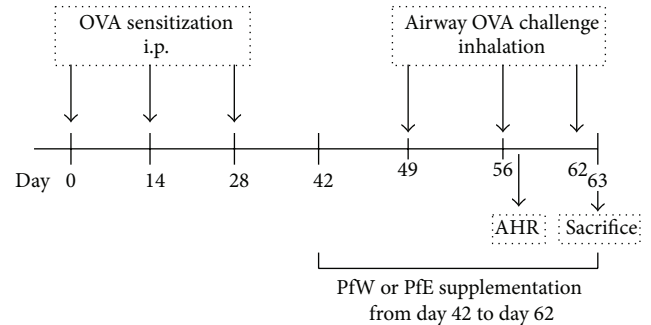 OVA sensitization
i.p.
Airway OVA challenge
inhalation
Day 0 14 28 42 49 56 62
63
AHR Sacrifice
PfW or PfE supplementation
from day 42 to day 62